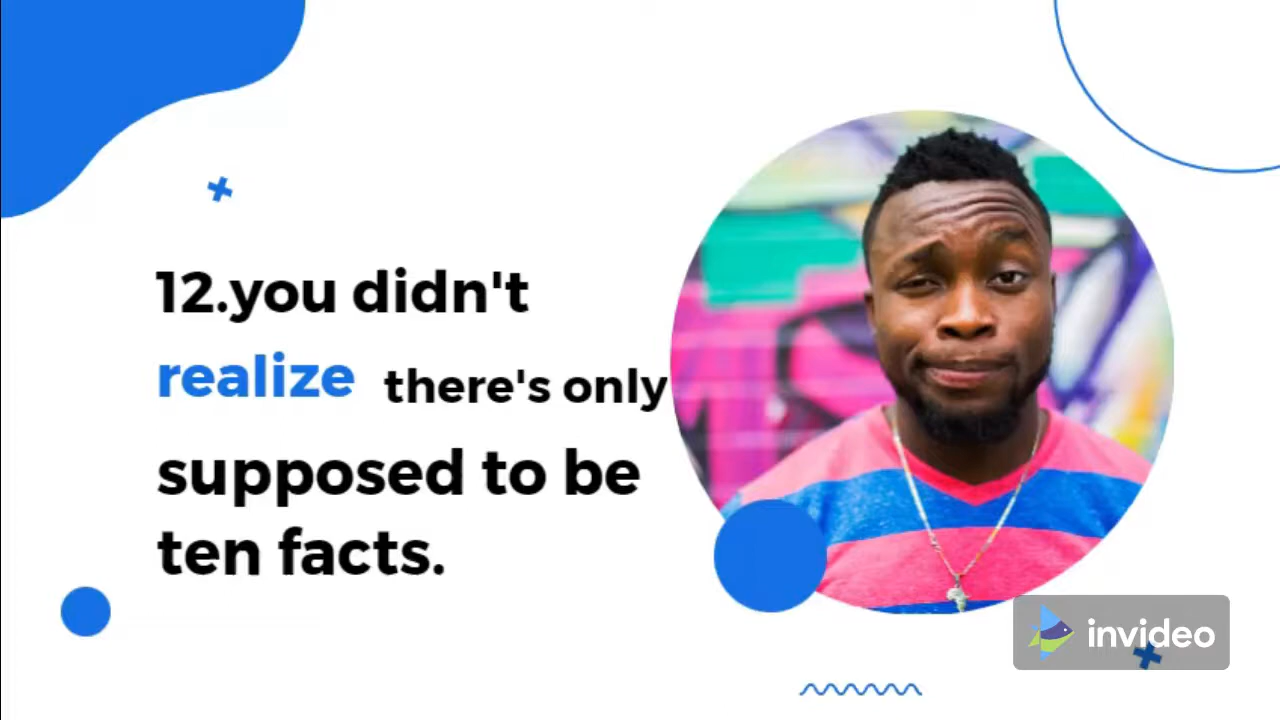 12.you didn't
realize there's only
supposed to be
ten facts.
invideo